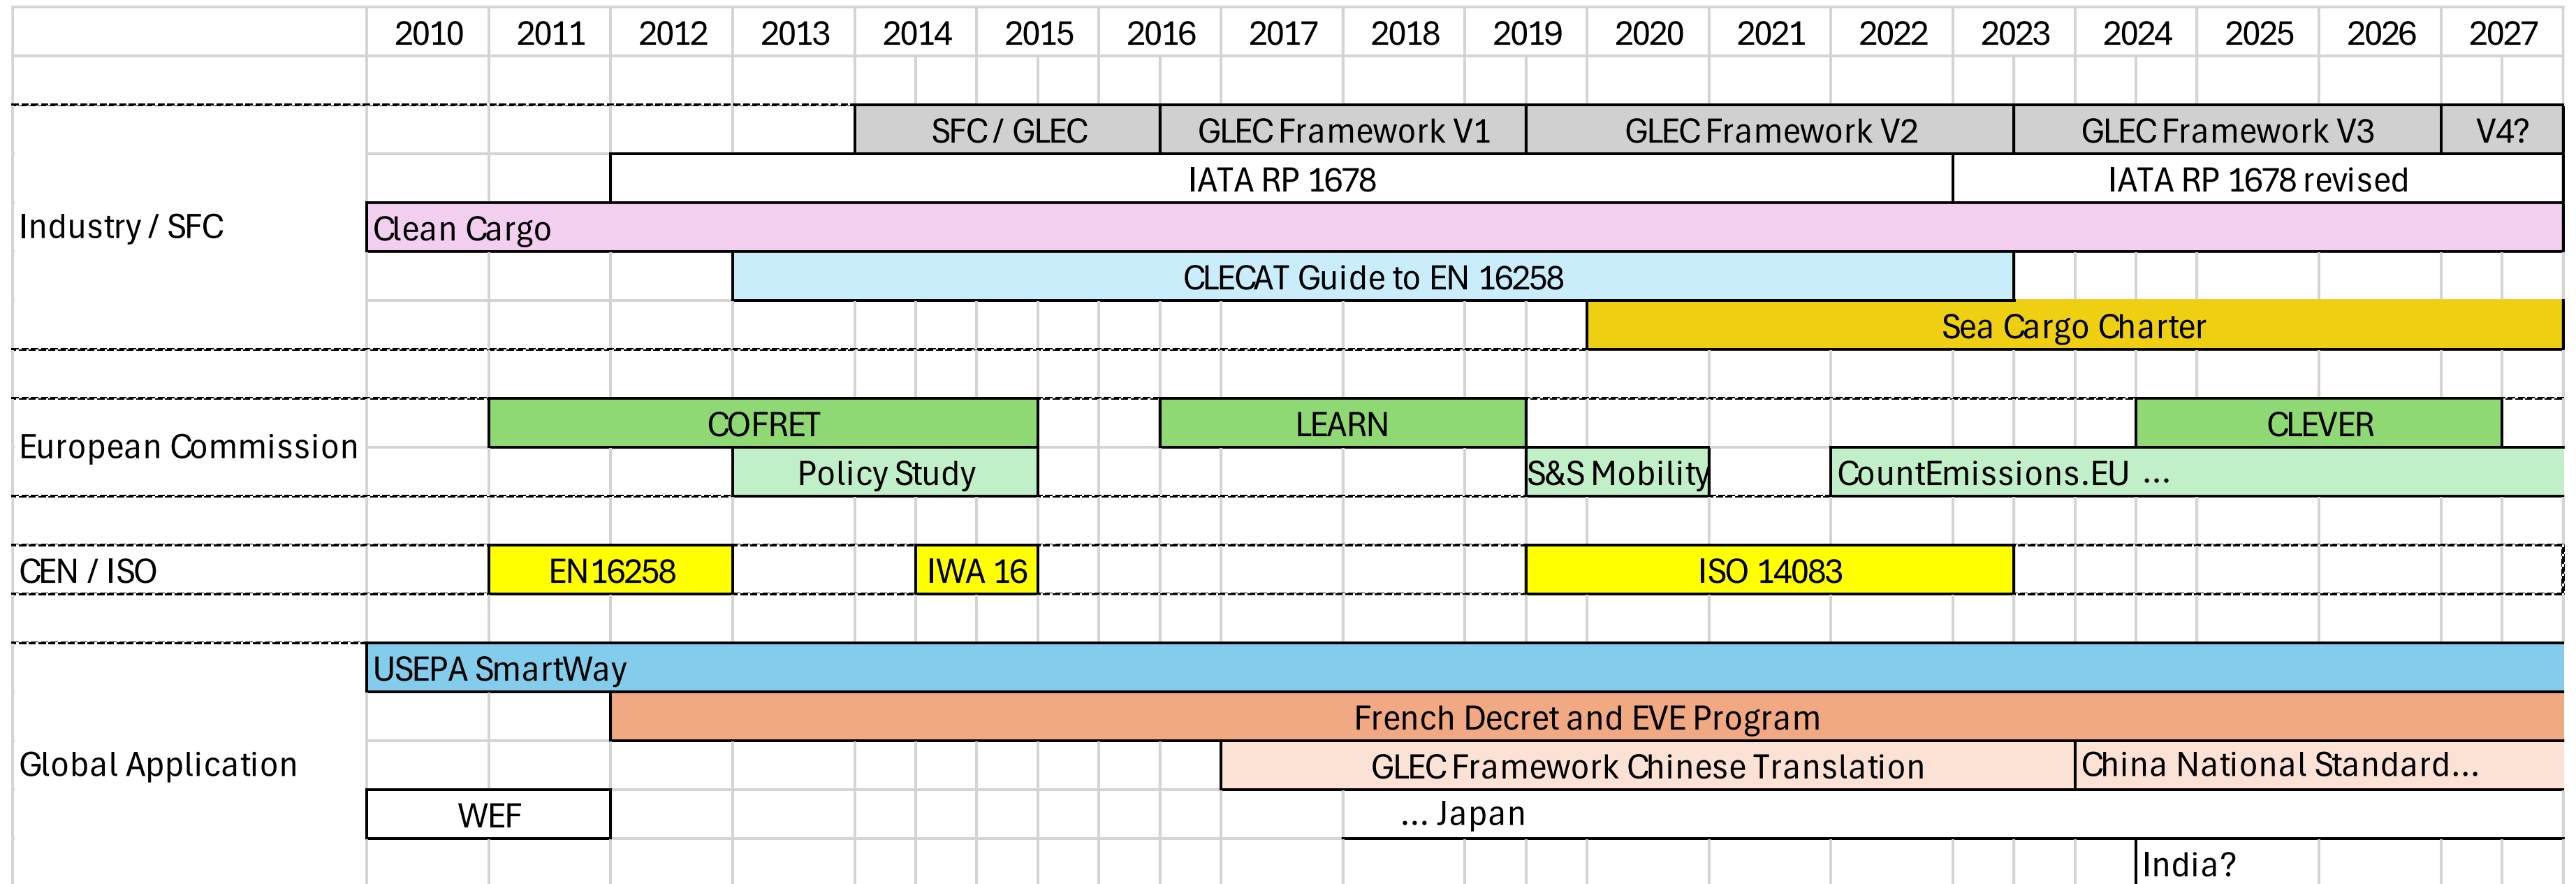 2010 2011 2012 2013 2014 2015 2016 2017 2018 2019 2020 2021 2022 2023 2024 2025 2026 2027
SFC / GLEC GLEC Framework V1 GLEC Framework V2 GLEC Framework V3 V4?
IATA RP 1678 IATA RP 1678 revised
Industry / SFC Clean Cargo
CLECAT Guide to EN 16258
Sea Cargo Charter
COFRET LEARN CLEVER
European Commission
Policy Study S&S Mobility CountEmissions.EU ...
CEN / ISO EN16258 IWA 16 ISO 14083
USEPA SmartWay
French Decret and EVE Program
Global Application GLEC Framework Chinese Translation China National Standard...
WEF ... Japan
India?